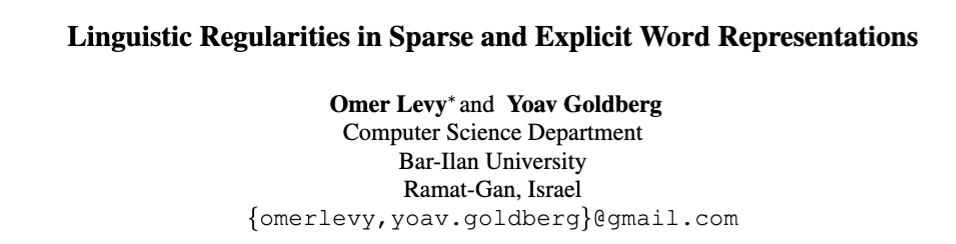 Linguistic Regularities in Sparse and Explicit Word Representations
Omer Levy* and Yoav Goldberg
Computer Science Department
Bar-Ilan University
Ramat-Gan, Israel
{omerlevy,yoav.goldberg}@gmail.com